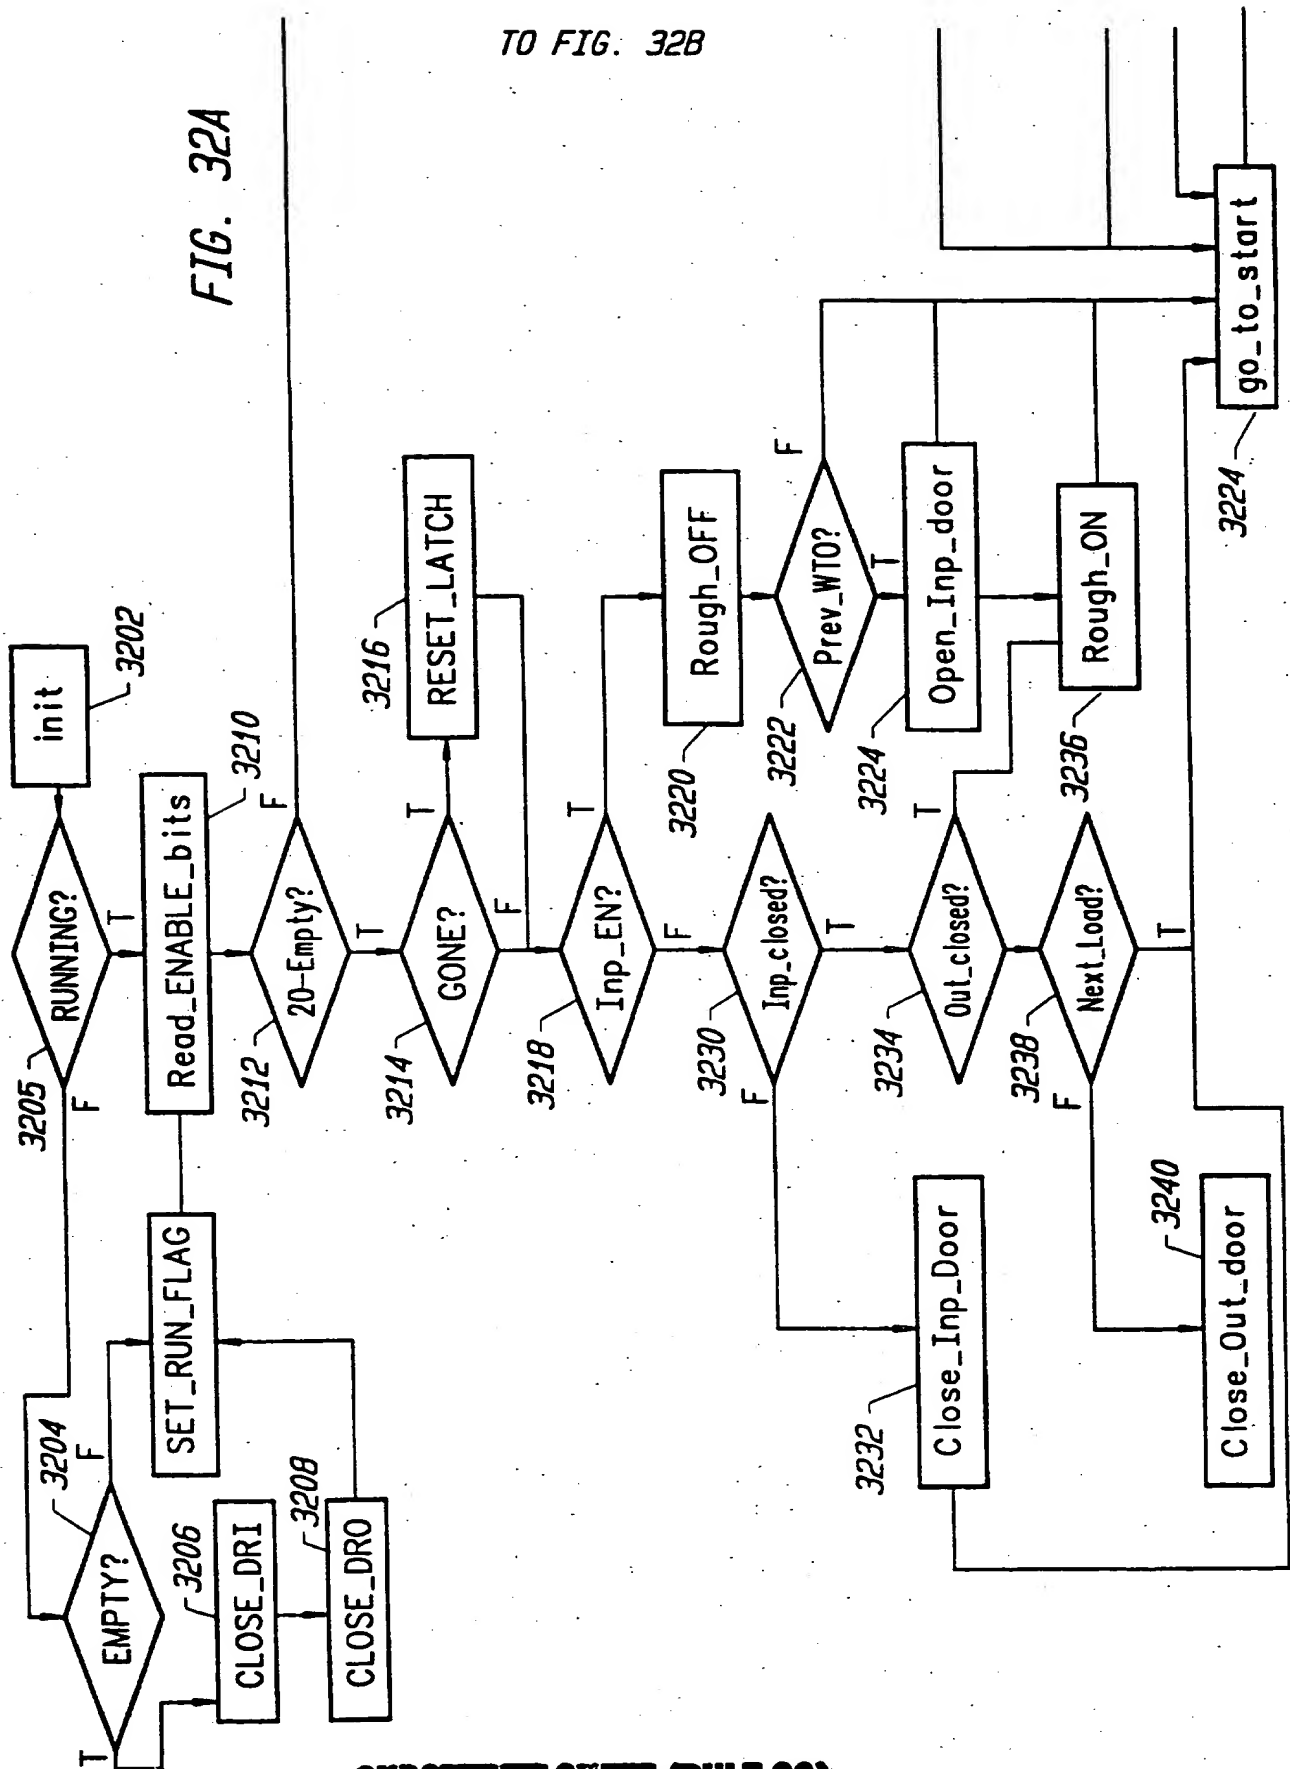 TO FIG. 32B
FIG. 32A
init
3202
RUNNING?
3205
T
F
Read_ENABLE_bits
3210
SET_RUN_FLAG
EMPTY?
3204
F
T
CLOSE_DRI
3206
CLOSE_DRO
3208
20-Empty?
3212
F
T
GONE?
3214
T
F
RESET_LATCH
3216
Inp_EN?
3218
T
F
Rough_OFF
3220
Prev_WTO?
3222
F
T
Open_Inp_door
3224
Rough_ON
3236
Inp_closed?
3230
F
T
Close_Inp_Door
3232
Out_closed?
3234
T
Next_Load?
3238
F
T
Close_Out_door
3240
go_to_start
3224